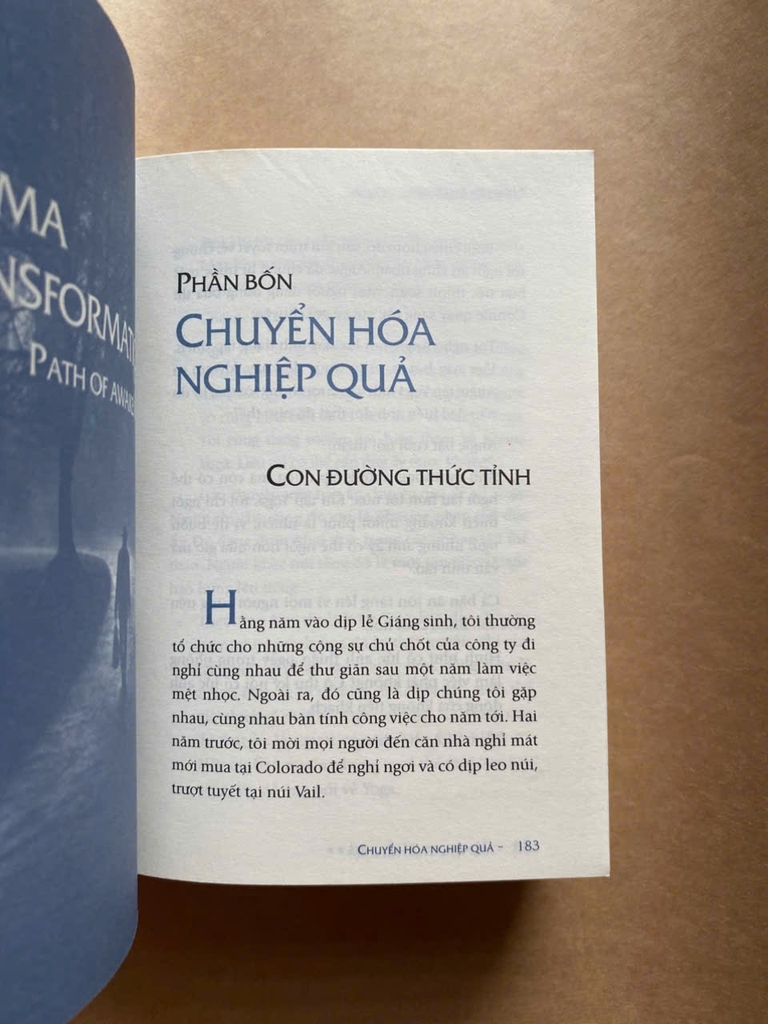 MA
NSFORMATI
PATH OF AWAKE
PHẦN BỐN
CHUYỂN HÓA
NGHIỆP QUẢ
CON ĐƯỜNG THỨC TỈNH
Hằng năm vào dịp lễ Giáng sinh, tôi thường
tổ chức cho những cộng sự chủ chốt của công ty đi
nghỉ cùng nhau để thư giãn sau một năm làm việc
mệt nhọc. Ngoài ra, đó cũng là dịp chúng tôi gặp
nhau, cùng nhau bàn tính công việc cho năm tới. Hai
năm trước, tôi mời mọi người đến căn nhà nghỉ mát
mới mua tại Colorado để nghỉ ngơi và có dịp leo núi,
trượt tuyết tại núi Vail.
CHUYỂN HÓA NGHIỆP QUẢ - 183